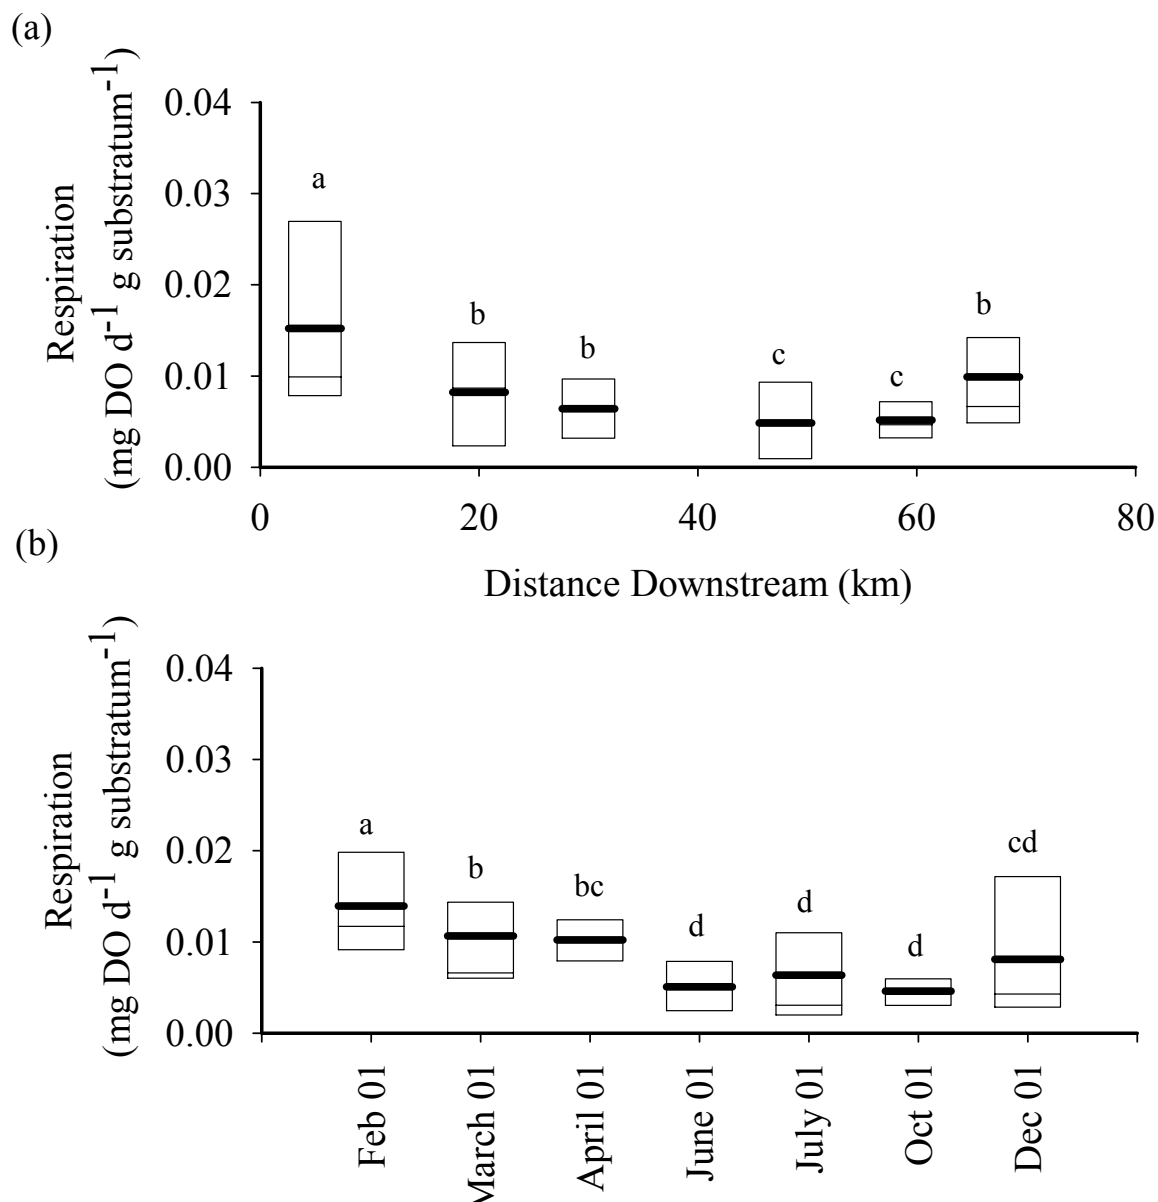 (a)
Respiration
(mg DO d-1 g substratum-1)
0.04
0.03
0.02
0.01
0.00
a
b
b
c
c
b
0
20
40
60
80
Distance Downstream (km)
(b)
Respiration
(mg DO d-1 g substratum-1)
0.04
0.03
0.02
0.01
0.00
a
b
bc
d
d
d
cd
Feb 01
March 01
April 01
June 01
July 01
Oct 01
Dec 01